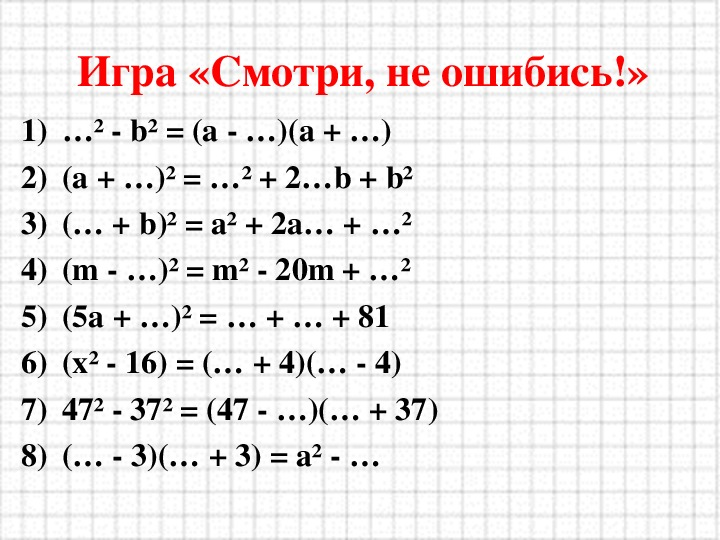 Игра «Смотри, не ошибись!»
1) …² - b² = (a - …)(a + …)
2) (a + …)² = …² + 2…b + b²
3) (… + b)² = a² + 2a… + …²
4) (m - …)² = m² - 20m + …²
5) (5a + …)² = … + … + 81
6) (x² - 16) = (… + 4)(… - 4)
7) 47² - 37² = (47 - …)(… + 37)
8) (… - 3)(… + 3) = a² - …